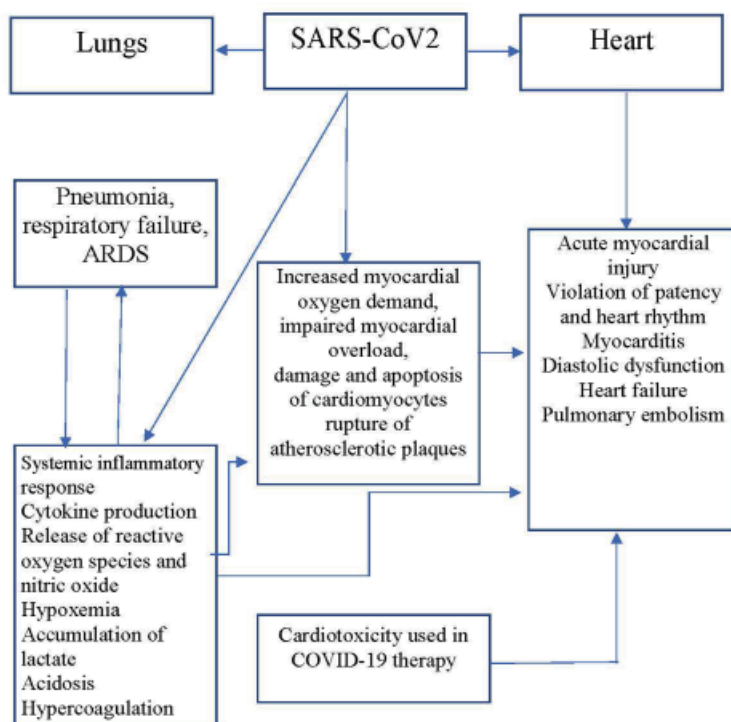 Lungs
SARS-CoV2
Heart
Pneumonia,
respiratory failure,
ARDS
Increased myocardial
oxygen demand,
impaired myocardial
overload,
damage and apoptosis
of cardiomyocytes
rupture of
atherosclerotic plaques
Acute myocardial
injury
Violation of patency
and heart rhythm
Myocarditis
Diastolic dysfunction
Heart failure
Pulmonary embolism
Systemic inflammatory
response
Cytokine production
Release of reactive
oxygen species and
nitric oxide
Hypoxemia
Accumulation of
lactate
Acidosis
Hypercoagulation
Cardiotoxicity used in
COVID-19 therapy